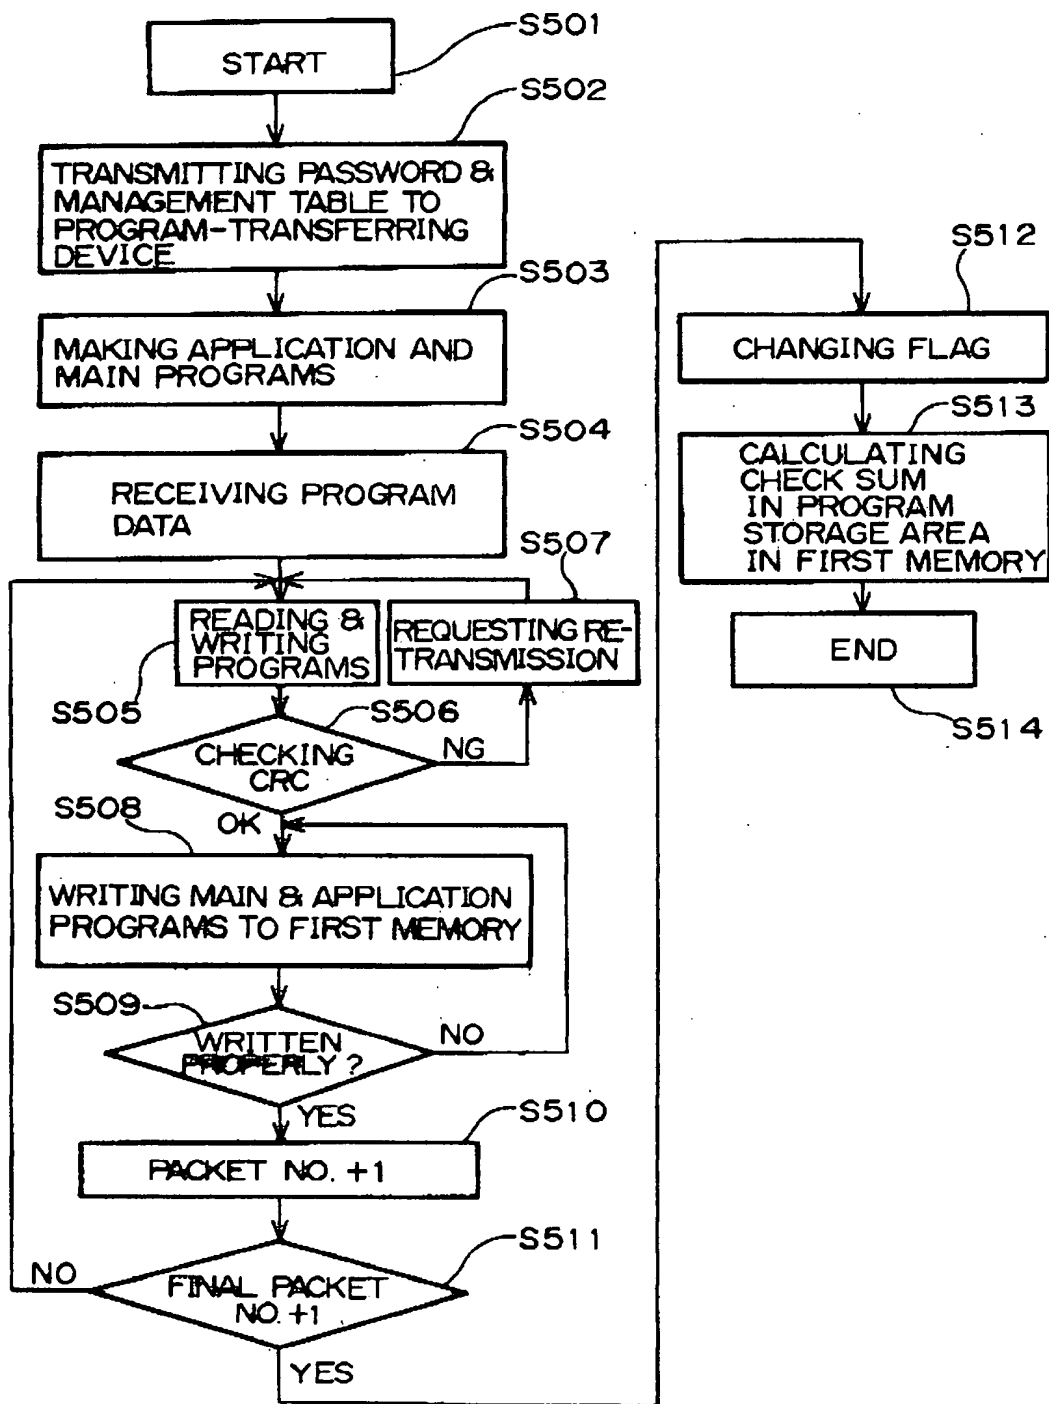 S501
START
S502
TRANSMITTING PASSWORD &
MANAGEMENT TABLE TO
PROGRAM-TRANSFERRING
DEVICE
S503
MAKING APPLICATION AND
MAIN PROGRAMS
S504
RECEIVING PROGRAM
DATA
S507
READING &
WRITING
PROGRAMS
REQUESTING RE-
TRANSMISSION
S505
S506
CHECKING
CRC
NG
OK
S508
WRITING MAIN & APPLICATION
PROGRAMS TO FIRST MEMORY
S509
WRITTEN
PROPERLY ?
NO
YES
S510
PACKET NO. +1
S511
FINAL PACKET
NO. +1
NO
YES
S512
CHANGING FLAG
S513
CALCULATING
CHECK SUM
IN PROGRAM
STORAGE AREA
IN FIRST MEMORY
END
S514